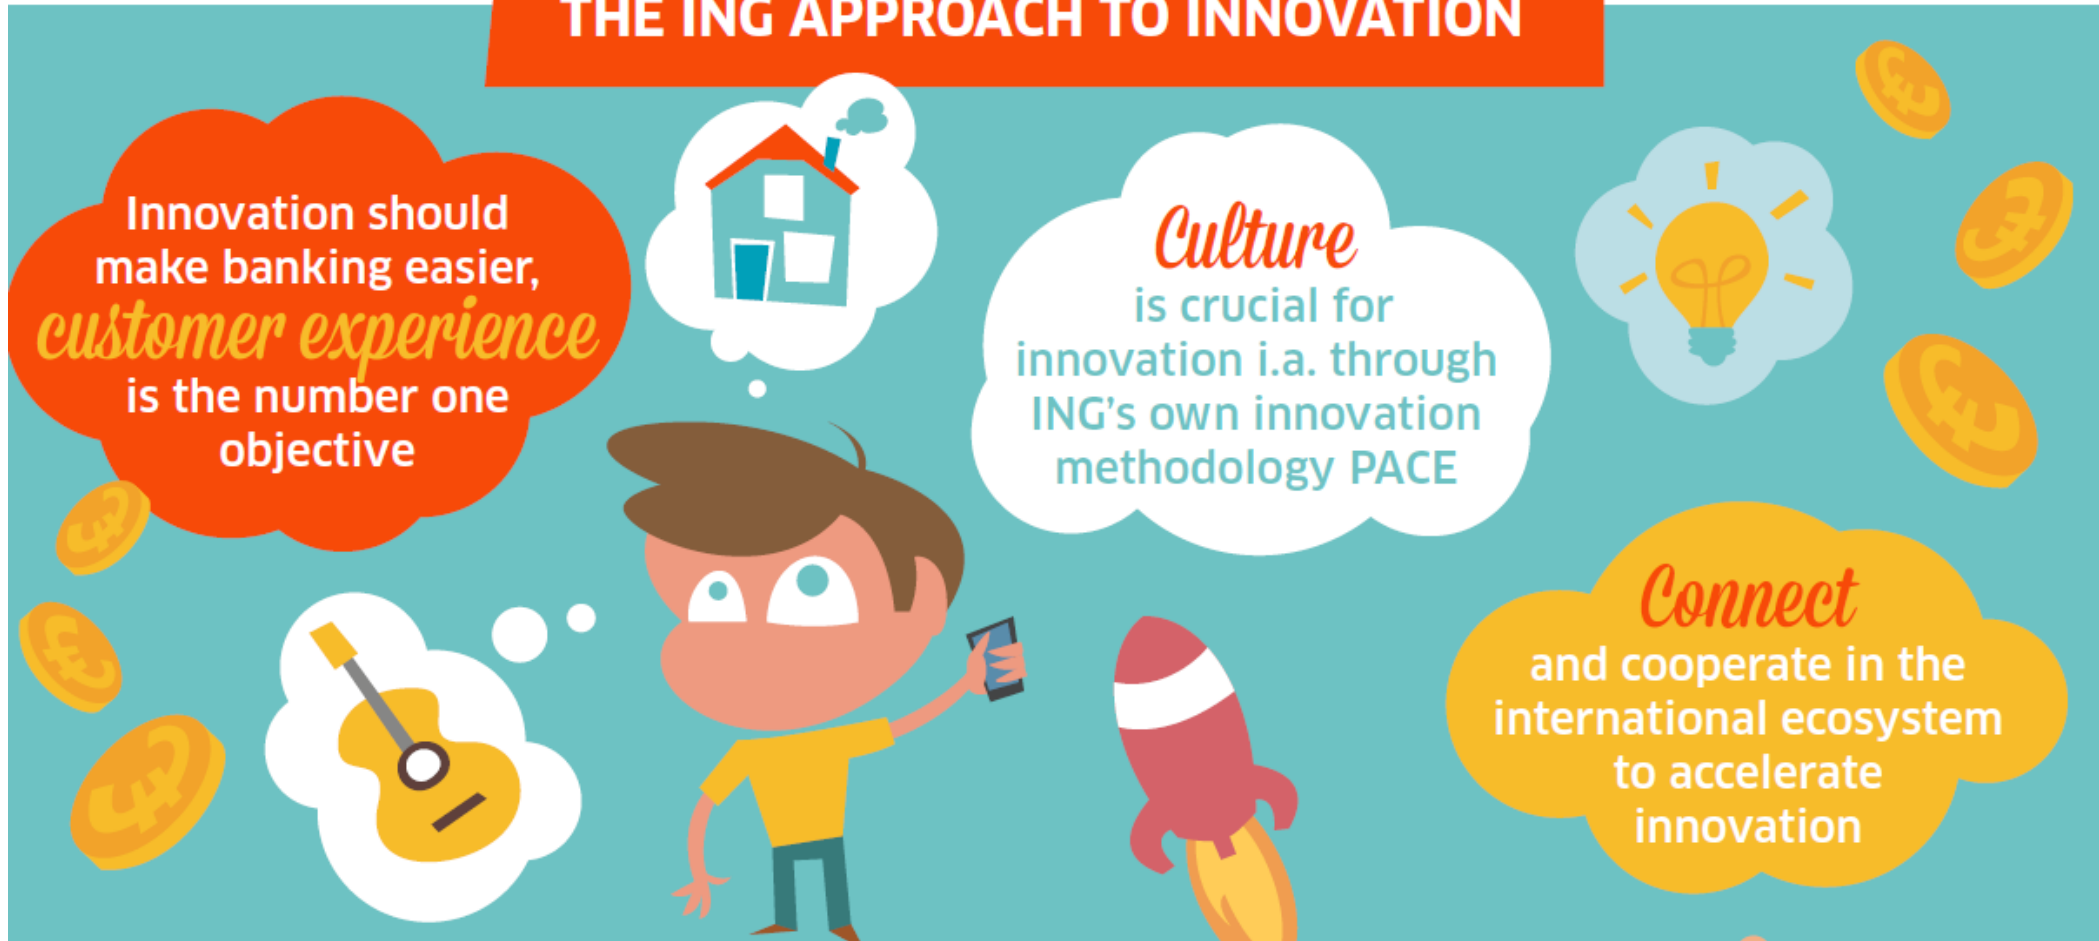 THE ING APPROACH TO INNOVATION
Innovation should
make banking easier,
customer experience
is the number one
objective
Culture
is crucial for
innovation i.a. through
ING's own innovation
methodology PACE
Connect
and cooperate in the
international ecosystem
to accelerate
innovation